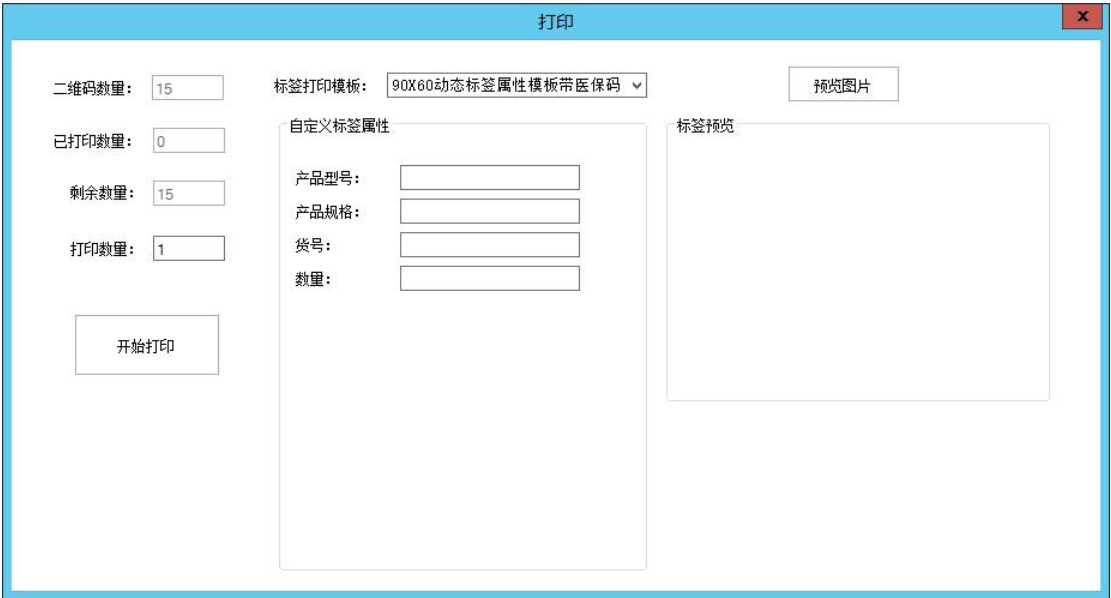 打印
x
二维码数量： 15
标签打印模板： 90X60动态标签属性模板带医保码
预览图片
已打印数量： 0
剩余数量： 15
打印数量： 1
开始打印
自定义标签属性
产品型号：
产品规格：
货号：
数量：
标签预览